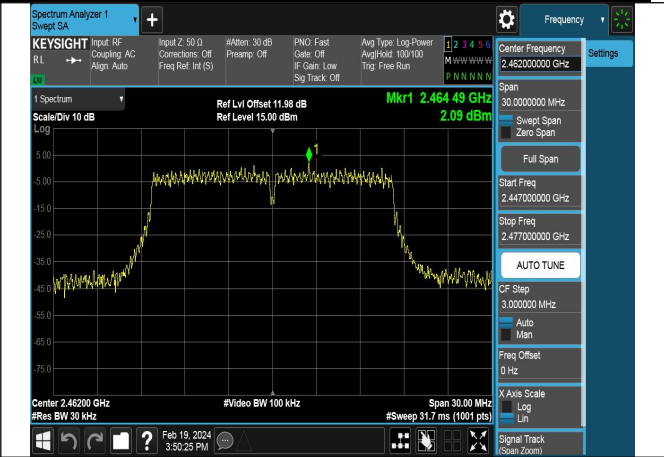 Spectrum Analyzer 1
Swept SA
+
Frequency
KEYSIGHT
RL
LXI
Input: RF
Coupling: AC
Align: Auto
Input Z: 50 Ω
Corrections: Off
Freq Ref: Int (S)
#Atten: 30 dB
Preamp: Off
PNO: Fast
Gate: Off
IF Gain: Low
Sig Track: Off
Avg Type: Log-Power
Avg|Hold: 100/100
Trig: Free Run
1 2 3 4 5 6
M W W W W W
P N N N N N
Center Frequency
2.462000000 GHz
Settings
Span
30.0000000 MHz
Swept Span
Zero Span
Full Span
Start Freq
2.447000000 GHz
Stop Freq
2.477000000 GHz
AUTO TUNE
CF Step
3.000000 MHz
Auto
Man
Freq Offset
0 Hz
X Axis Scale
Log
Lin
Signal Track
(Span Zoom)
1 Spectrum
Scale/Div 10 dB
Log
Ref Lvl Offset 11.98 dB
Ref Level 15.00 dBm
Mkr1 2.464 49 GHz
2.09 dBm
1
5.00
-5.00
-15.0
-25.0
-35.0
-45.0
-55.0
-65.0
-75.0
Center 2.46200 GHz
#Res BW 30 kHz
#Video BW 100 kHz
Span 30.00 MHz
#Sweep 31.7 ms (1001 pts)
?
Feb 19, 2024
3:50:25 PM